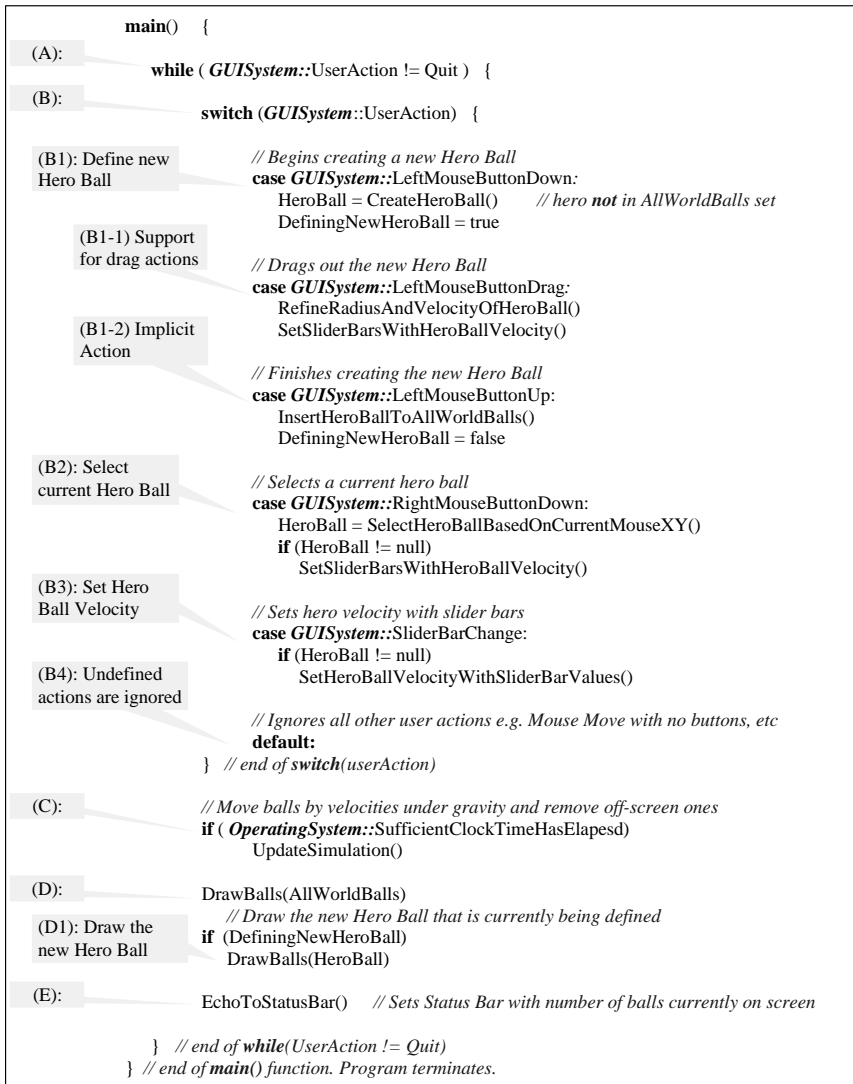 main() {
(A):
while ( GUISystem::UserAction != Quit ) {
(B):
switch (GUISystem::UserAction) {
(B1): Define new
Hero Ball
// Begins creating a new Hero Ball
case GUISystem::LeftMouseButtonDown:
HeroBall = CreateHeroBall() // hero not in AllWorldBalls set
DefiningNewHeroBall = true
(B1-1) Support
for drag actions
// Drags out the new Hero Ball
case GUISystem::LeftMouseButtonDrag:
RefineRadiusAndVelocityOfHeroBall()
SetSliderBarsWithHeroBallVelocity()
(B1-2) Implicit
Action
// Finishes creating the new Hero Ball
case GUISystem::LeftMouseButtonUp:
InsertHeroBallToAllWorldBalls()
DefiningNewHeroBall = false
(B2): Select
current Hero Ball
// Selects a current hero ball
case GUISystem::RightMouseButtonDown:
HeroBall = SelectHeroBallBasedOnCurrentMouseXY()
if (HeroBall != null)
SetSliderBarsWithHeroBallVelocity()
(B3): Set Hero
Ball Velocity
// Sets hero velocity with slider bars
case GUISystem::SliderBarChange:
if (HeroBall != null)
SetHeroBallVelocityWithSliderBarValues()
(B4): Undefined
actions are ignored
// Ignores all other user actions e.g. Mouse Move with no buttons, etc
default:
} // end of switch(userAction)
(C):
// Move balls by velocities under gravity and remove off-screen ones
if ( OperatingSystem::SufficientClockTimeHasElapesd)
UpdateSimulation()
(D):
DrawBalls(AllWorldBalls)
// Draw the new Hero Ball that is currently being defined
(D1): Draw the
new Hero Ball
if (DefiningNewHeroBall)
DrawBalls(HeroBall)
(E):
EchoToStatusBar() // Sets Status Bar with number of balls currently on screen
} // end of while(UserAction != Quit)
} // end of main() function. Program terminates.